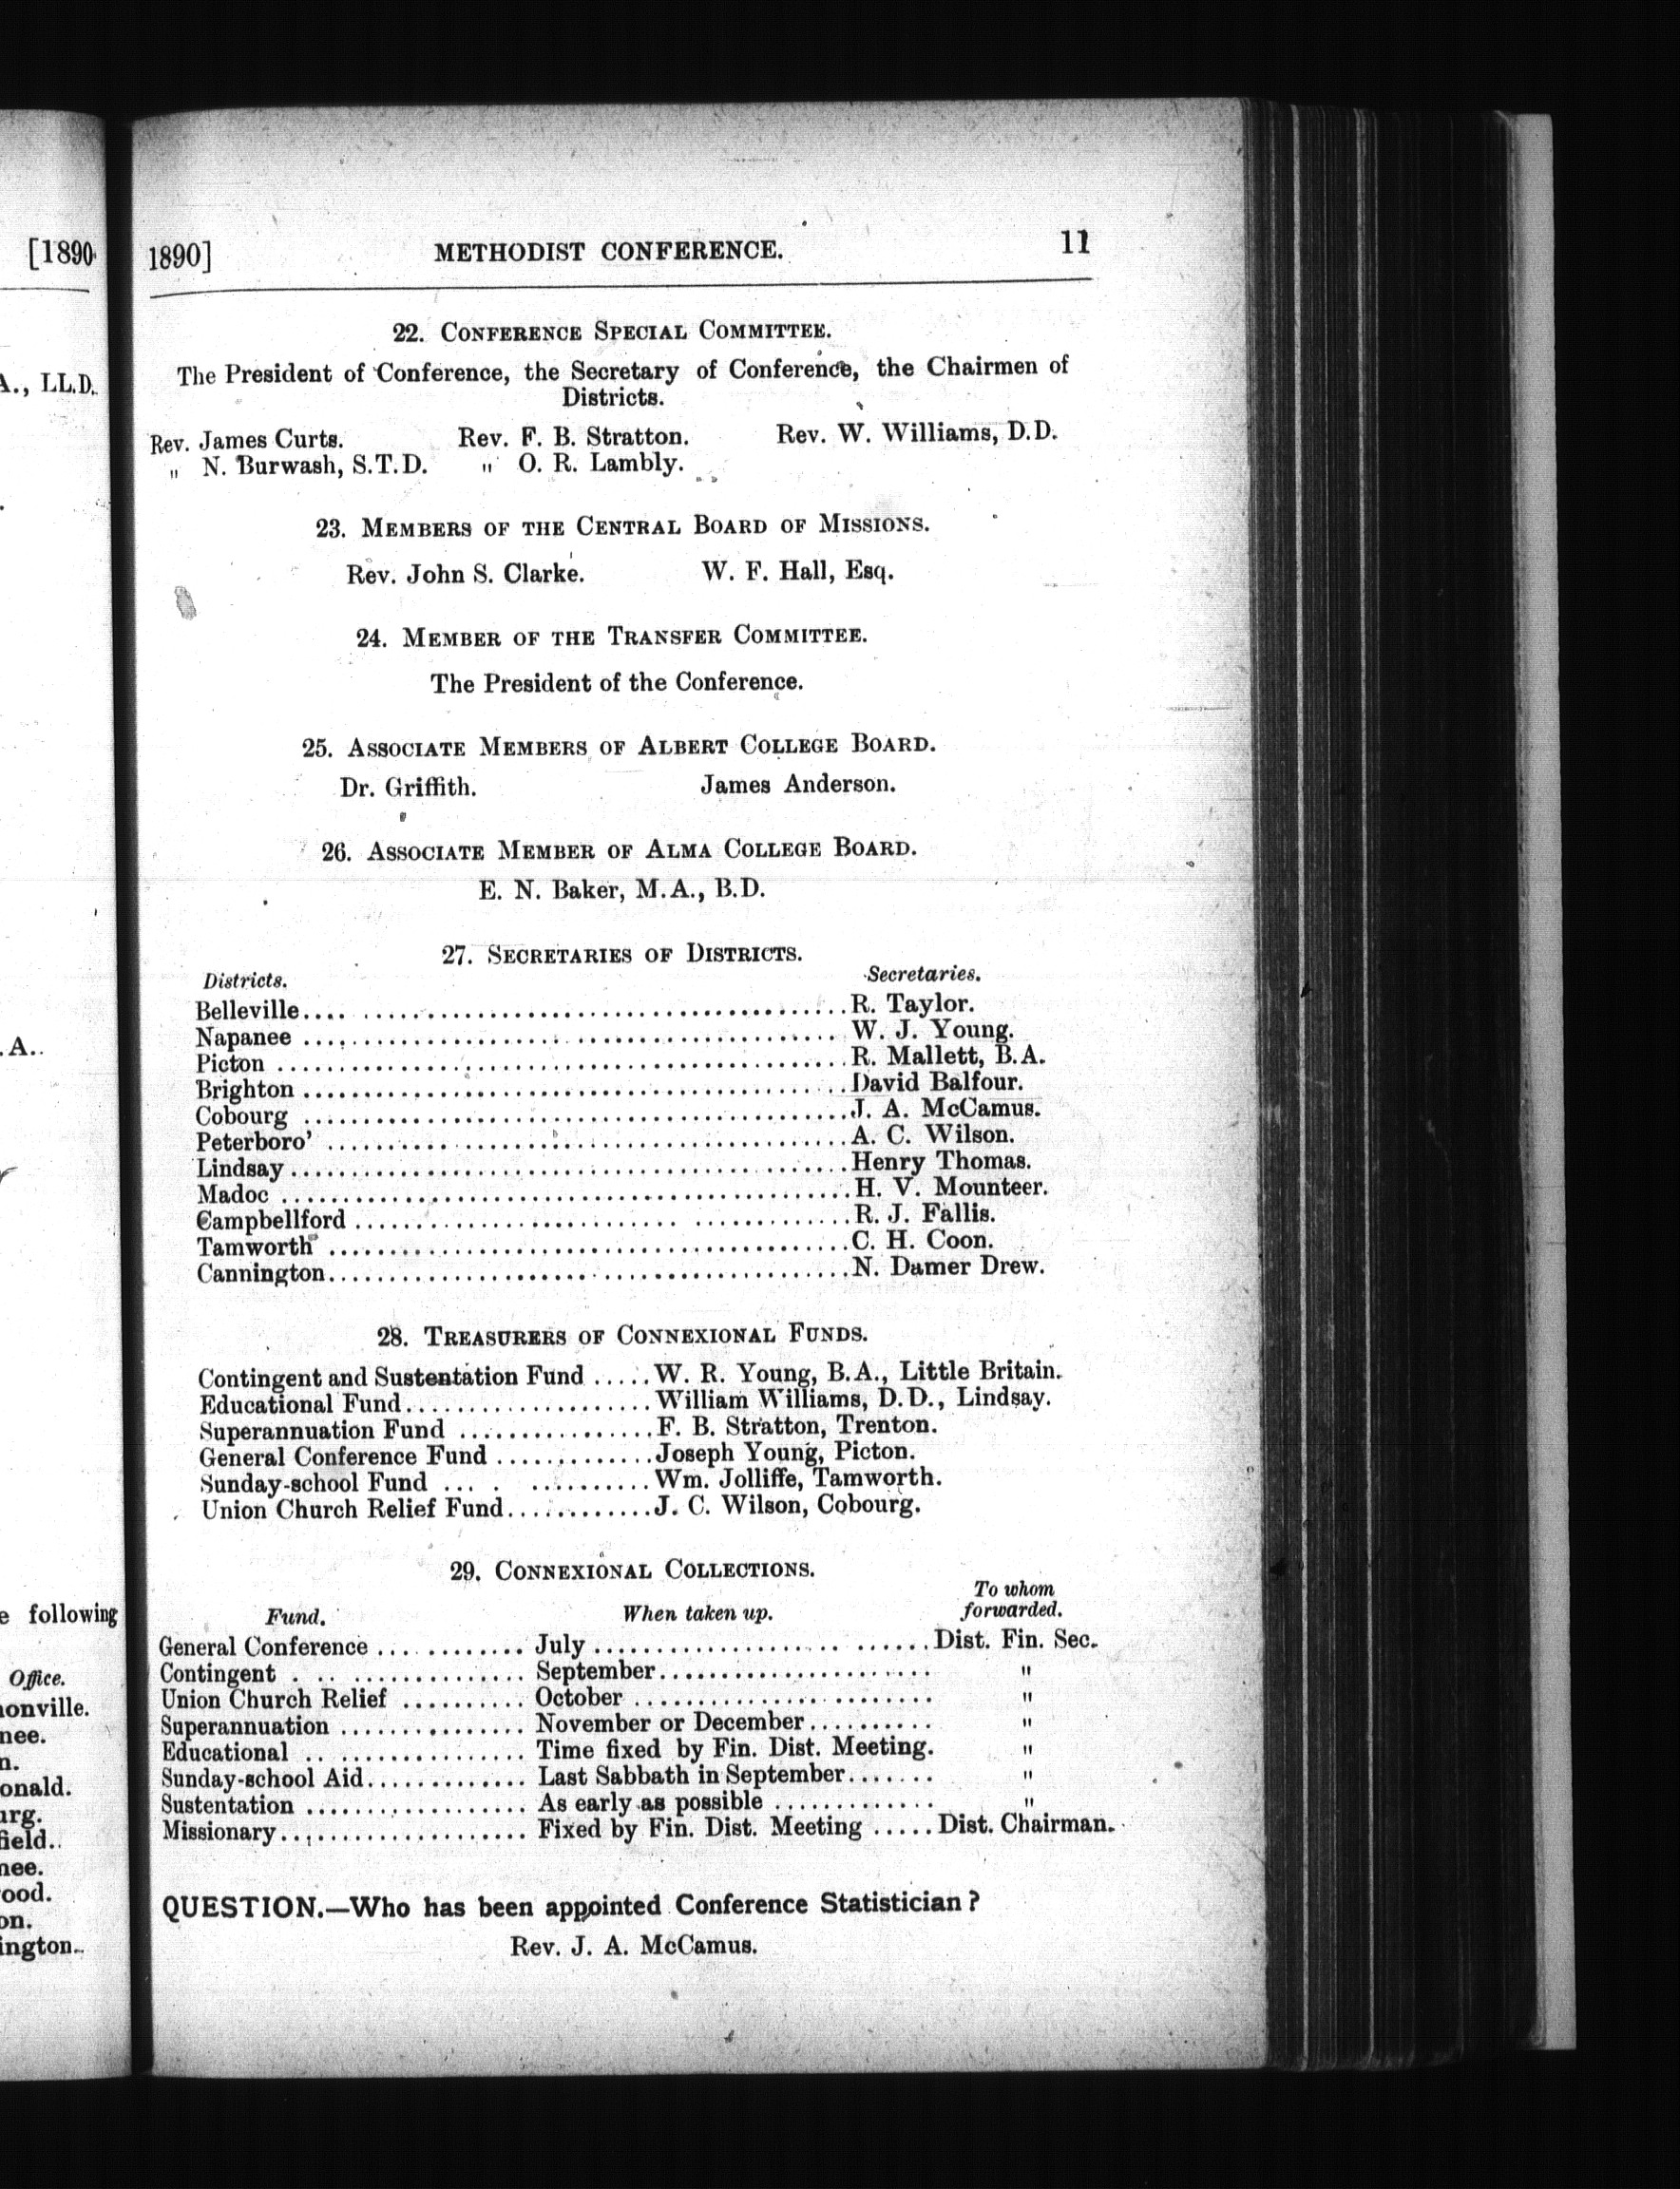 [1890
A., LL.D.
.A..
e following
Office.
onville.
nee.
n.
onald.
urg.
field..
nee.
ood.
on.
ington..
1890] METHODIST CONFERENCE. 11
22. CONFERENCE SPECIAL COMMITTEE.
The President of Conference, the Secretary of Conference, the Chairmen of
Districts.
Rev. James Curts. Rev. F. B. Stratton. Rev. W. Williams, D.D.
" N. Burwash, S.T.D. " O. R. Lambly.
23. MEMBERS OF THE CENTRAL BOARD OF MISSIONS.
Rev. John S. Clarke. W. F. Hall, Esq.
24. MEMBER OF THE TRANSFER COMMITTEE.
The President of the Conference.
25. ASSOCIATE MEMBERS OF ALBERT COLLEGE BOARD.
Dr. Griffith. James Anderson.
26. ASSOCIATE MEMBER OF ALMA COLLEGE BOARD.
E. N. Baker, M.A., B.D.
27. SECRETARIES OF DISTRICTS.
Districts. Secretaries.
Belleville.... R. Taylor.
Napanee .... W. J. Young.
Picton .... R. Mallett, B.A.
Brighton .... David Balfour.
Cobourg .... J. A. McCamus.
Peterboro' .... A. C. Wilson.
Lindsay .... Henry Thomas.
Madoc .... H. V. Mounteer.
Campbellford .... R. J. Fallis.
Tamworth .... C. H. Coon.
Cannington.... N. Damer Drew.
28. TREASURERS OF CONNEXIONAL FUNDS.
Contingent and Sustentation Fund .....W. R. Young, B.A., Little Britain.
Educational Fund.... William Williams, D.D., Lindsay.
Superannuation Fund .... F. B. Stratton, Trenton.
General Conference Fund .... Joseph Young, Picton.
Sunday-school Fund .... Wm. Jolliffe, Tamworth.
Union Church Relief Fund.... J. C. Wilson, Cobourg.
29. CONNEXIONAL COLLECTIONS.
Fund. When taken up. To whom
forwarded.
General Conference .... July .... Dist. Fin. Sec.
Contingent .... September.... "
Union Church Relief .... October .... "
Superannuation .... November or December.... "
Educational .... Time fixed by Fin. Dist. Meeting. "
Sunday-school Aid.... Last Sabbath in September.... "
Sustentation .... As early as possible .... "
Missionary.... Fixed by Fin. Dist. Meeting ..... Dist. Chairman.
QUESTION.—Who has been appointed Conference Statistician?
Rev. J. A. McCamus.